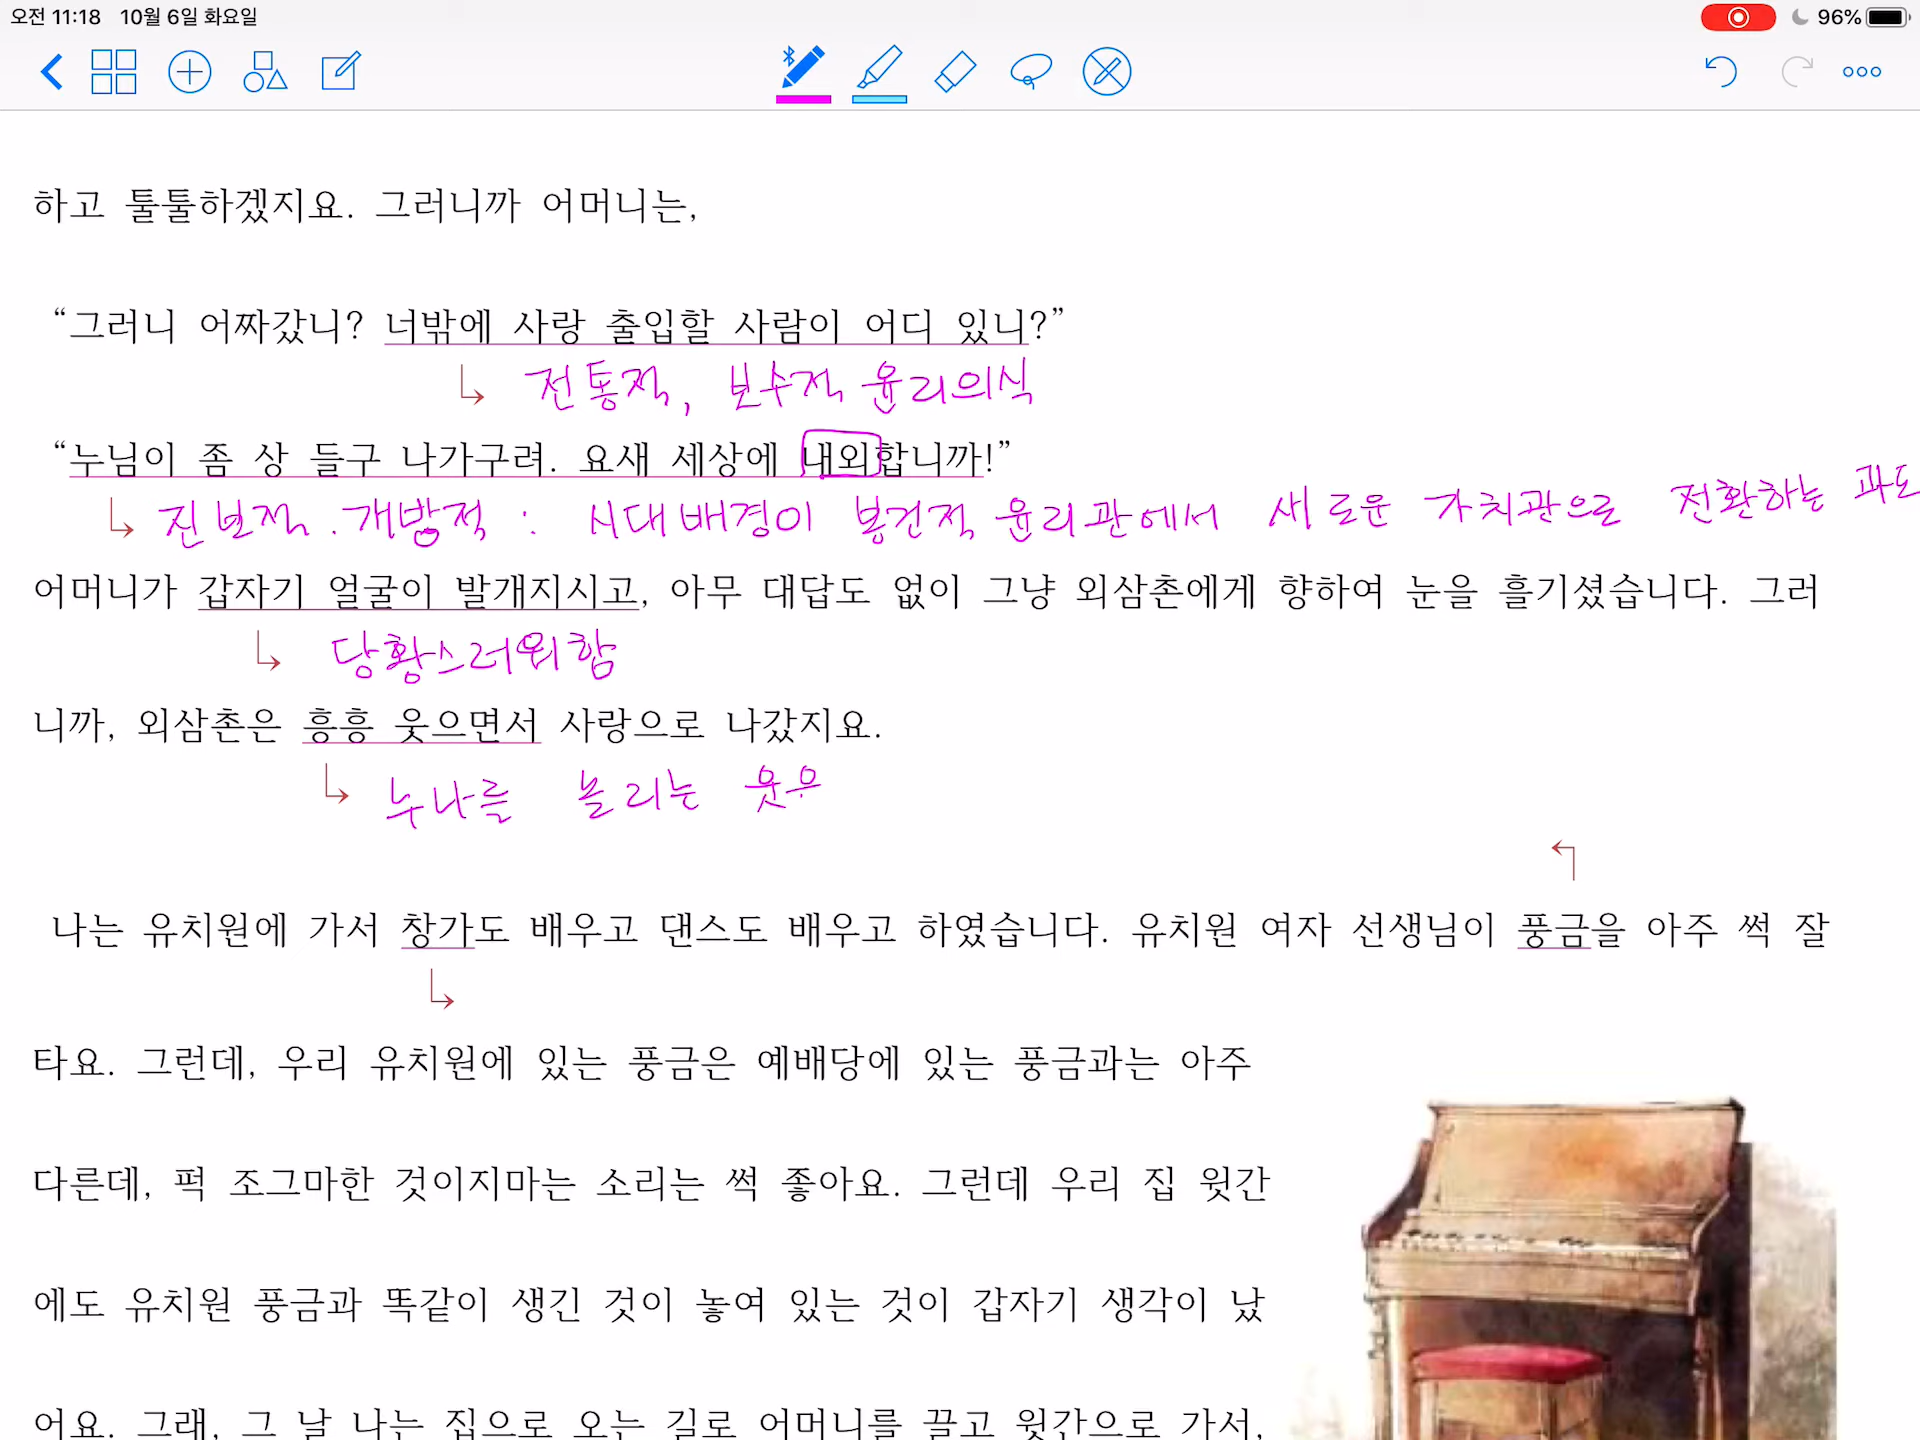 오전 11:18 10월 6일 화요일 96%
하고 툴툴하겠지요. 그러니까 어머니는,
“그러니 어짜갔니? 너밖에 사랑 출입할 사람이 어디 있니?”
전통적, 보수적 윤리의식
“누님이 좀 상 들구 나가구려. 요새 세상에 내외합니까!”
진보적·개방적 : 시대배경이 봉건적 윤리관에서 새로운 가치관으로 전환하는 과도
어머니가 갑자기 얼굴이 발개지시고, 아무 대답도 없이 그냥 외삼촌에게 향하여 눈을 흘기셨습니다. 그러
당황스러워 함
니까, 외삼촌은 흥흥 웃으면서 사랑으로 나갔지요.
누나를 놀리는
나는 유치원에 가서 창가도 배우고 댄스도 배우고 하였습니다. 유치원 여자 선생님이 풍금을 아주 썩 잘
타요. 그런데, 우리 유치원에 있는 풍금은 예배당에 있는 풍금과는 아주
다른데, 퍽 조그마한 것이지마는 소리는 썩 좋아요. 그런데 우리 집 윗간
에도 유치원 풍금과 똑같이 생긴 것이 놓여 있는 것이 갑자기 생각이 났
어요. 그래, 그 날 나는 집으로 오는 길로 어머니를 끌고 윗간으로 가서,